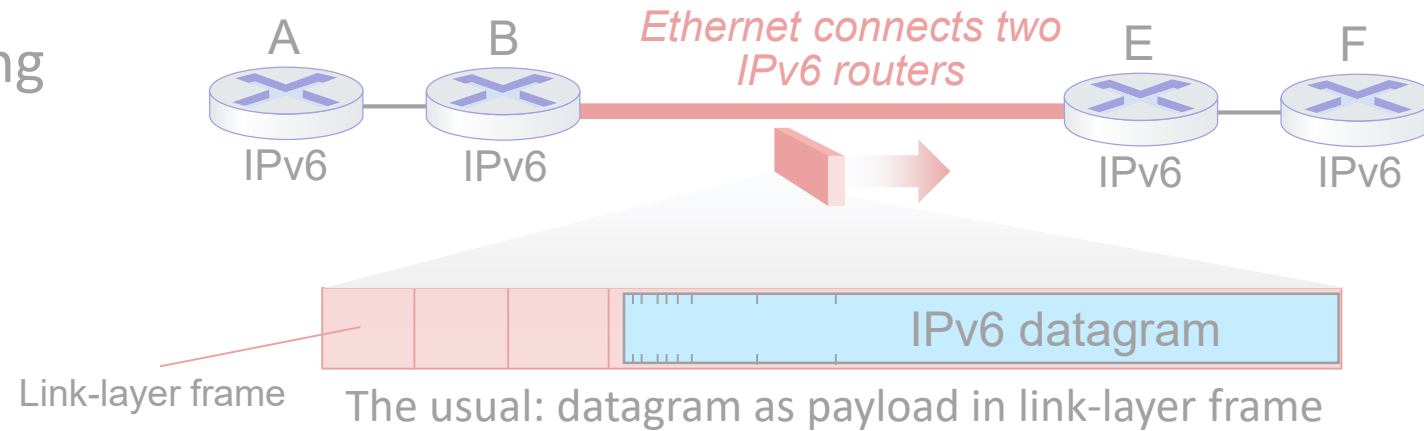 ng
A
B
Ethernet connects two
IPv6 routers
E
F
IPv6
IPv6
IPv6
IPv6
IPv6 datagram
Link-layer frame
The usual: datagram as payload in link-layer frame